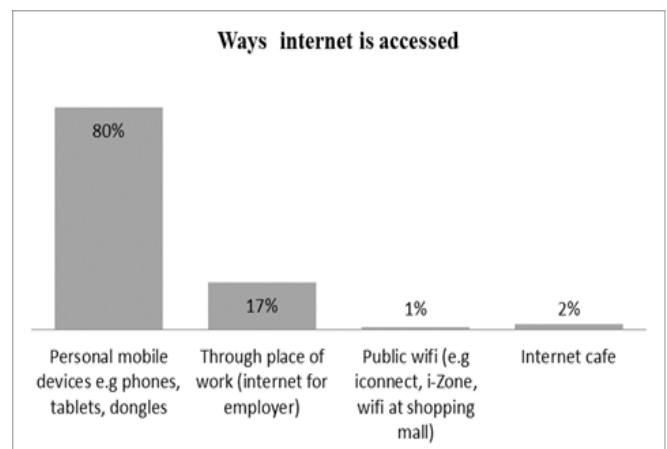 Ways internet is accessed
80%
17%
1%
2%
Personal mobile
devices e.g phones,
tablets, dongles
Through place of
work (internet for
employer)
Public wifi (e.g
iconnect, i-Zone,
wifi at shopping
mall)
Internet cafe